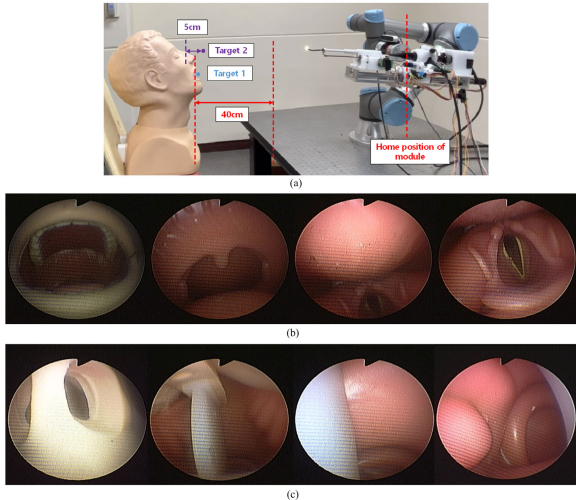 5cm
Target 2
Target 1
40cm
Home position of
module
(a)
(b)
(c)